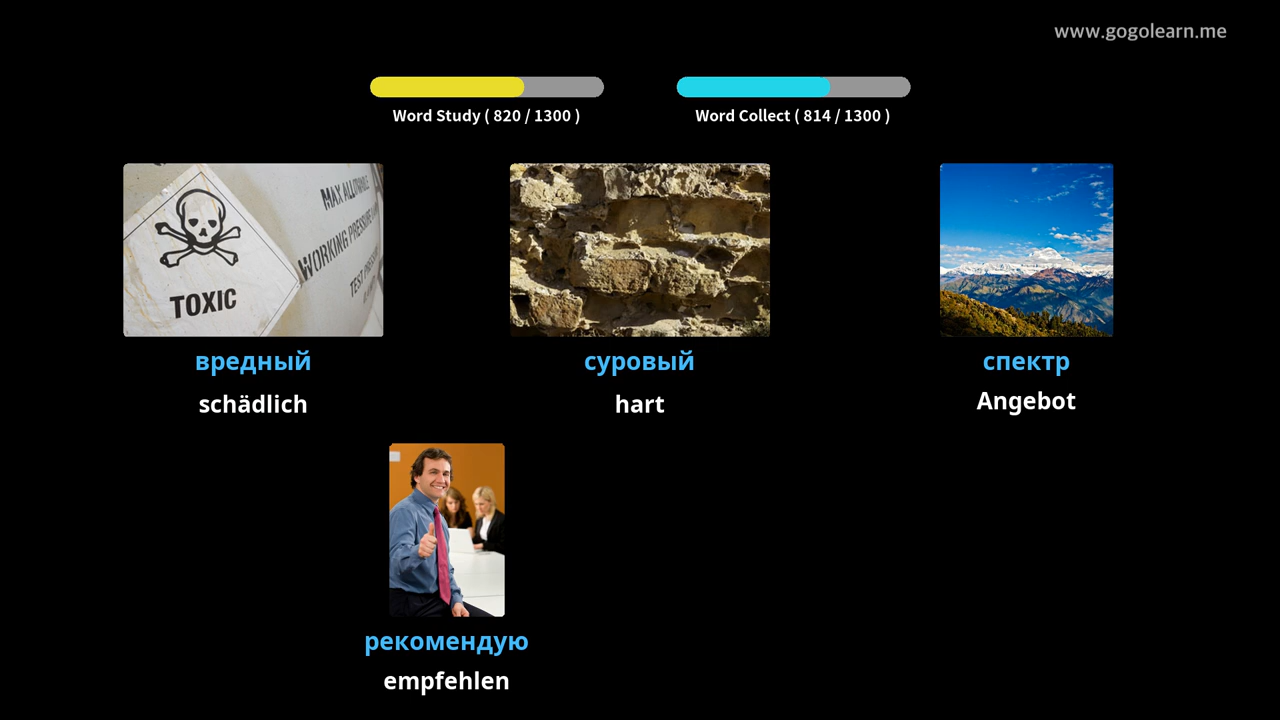 www.gogolearn.me
Word Study ( 820 / 1300 )
Word Collect ( 814 / 1300 )
MAX ALLOWABLE
WORKING PRESSURE
TEST PRESSURE
TOXIC
вредный
суровый
спектр
schädlich
hart
Angebot
рекомендую
empfehlen